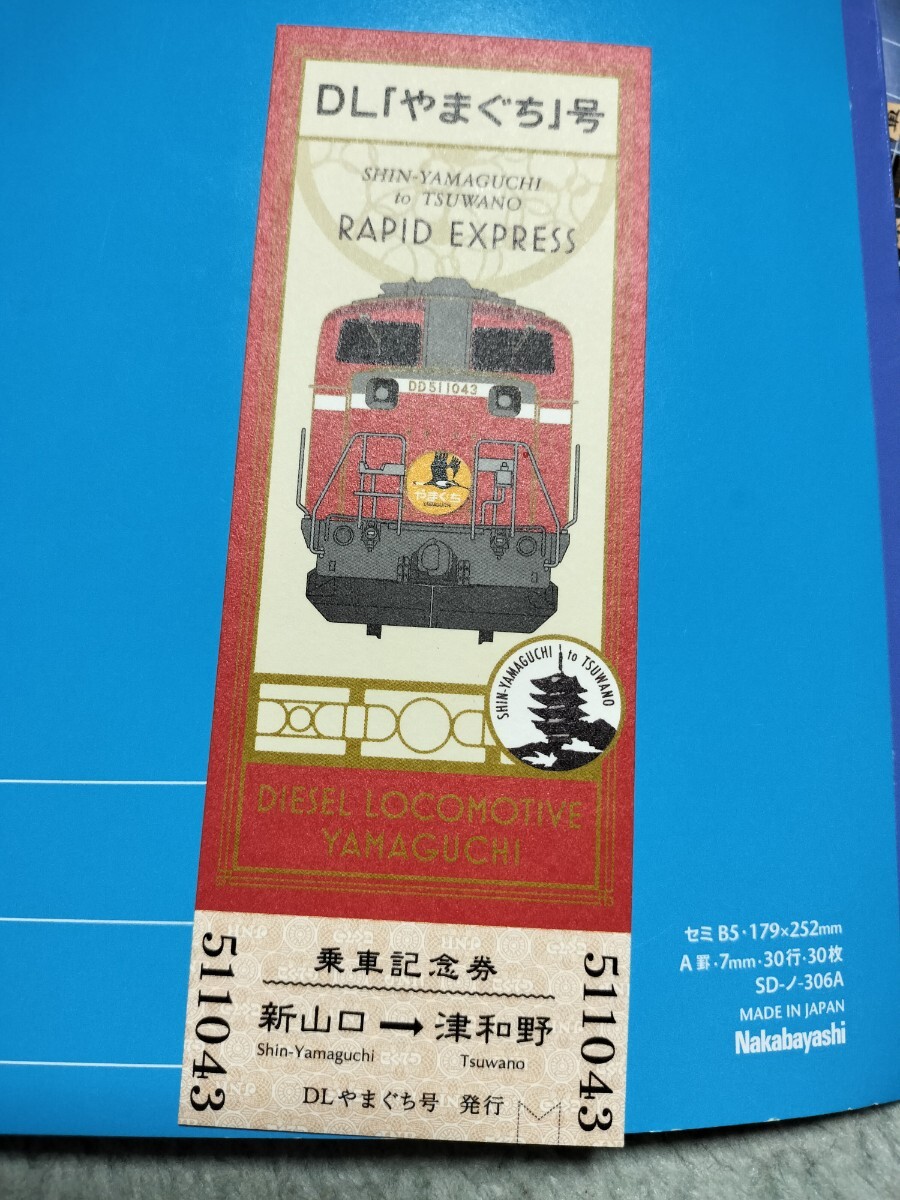 DL「やまぐち」号
SHIN-YAMAGUCHI
to TSUWANO
RAPID EXPRESS
DD511043
やまぐち
YAMAGUCHI
SHIN-YAMAGUCHI to TSUWANO
DIESEL LOCOMOTIVE
YAMAGUCHI
乗車記念券
新山口 → 津和野
Shin-Yamaguchi Tsuwano
DLやまぐち号 発行
511043
511043
セミB5・179×252mm
A罫・7mm・30行・30枚
SD-ノ-306A
MADE IN JAPAN
Nakabayashi